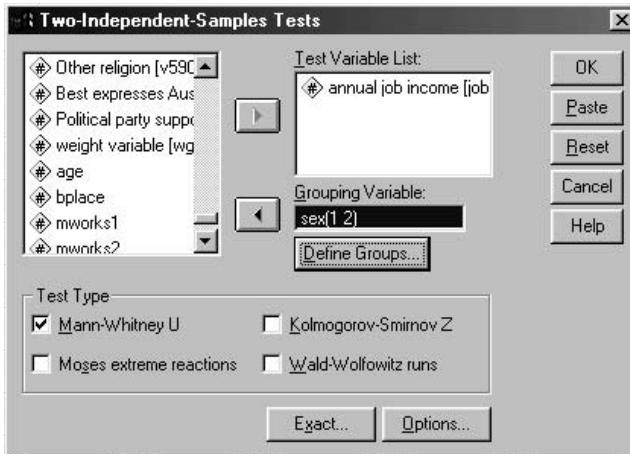 Two-Independent-Samples Tests
Other religion [v590
Best expresses Aus
Political party suppo
weight variable [wg
age
bplace
mworks1
mworks2
Test Variable List:
annual job income [job
Grouping Variable:
sex(1 2)
Define Groups...
OK
Paste
Reset
Cancel
Help
Test Type
Mann-Whitney U
Kolmogorov-Smirnov Z
Moses extreme reactions
Wald-Wolfowitz runs
Exact...
Options...